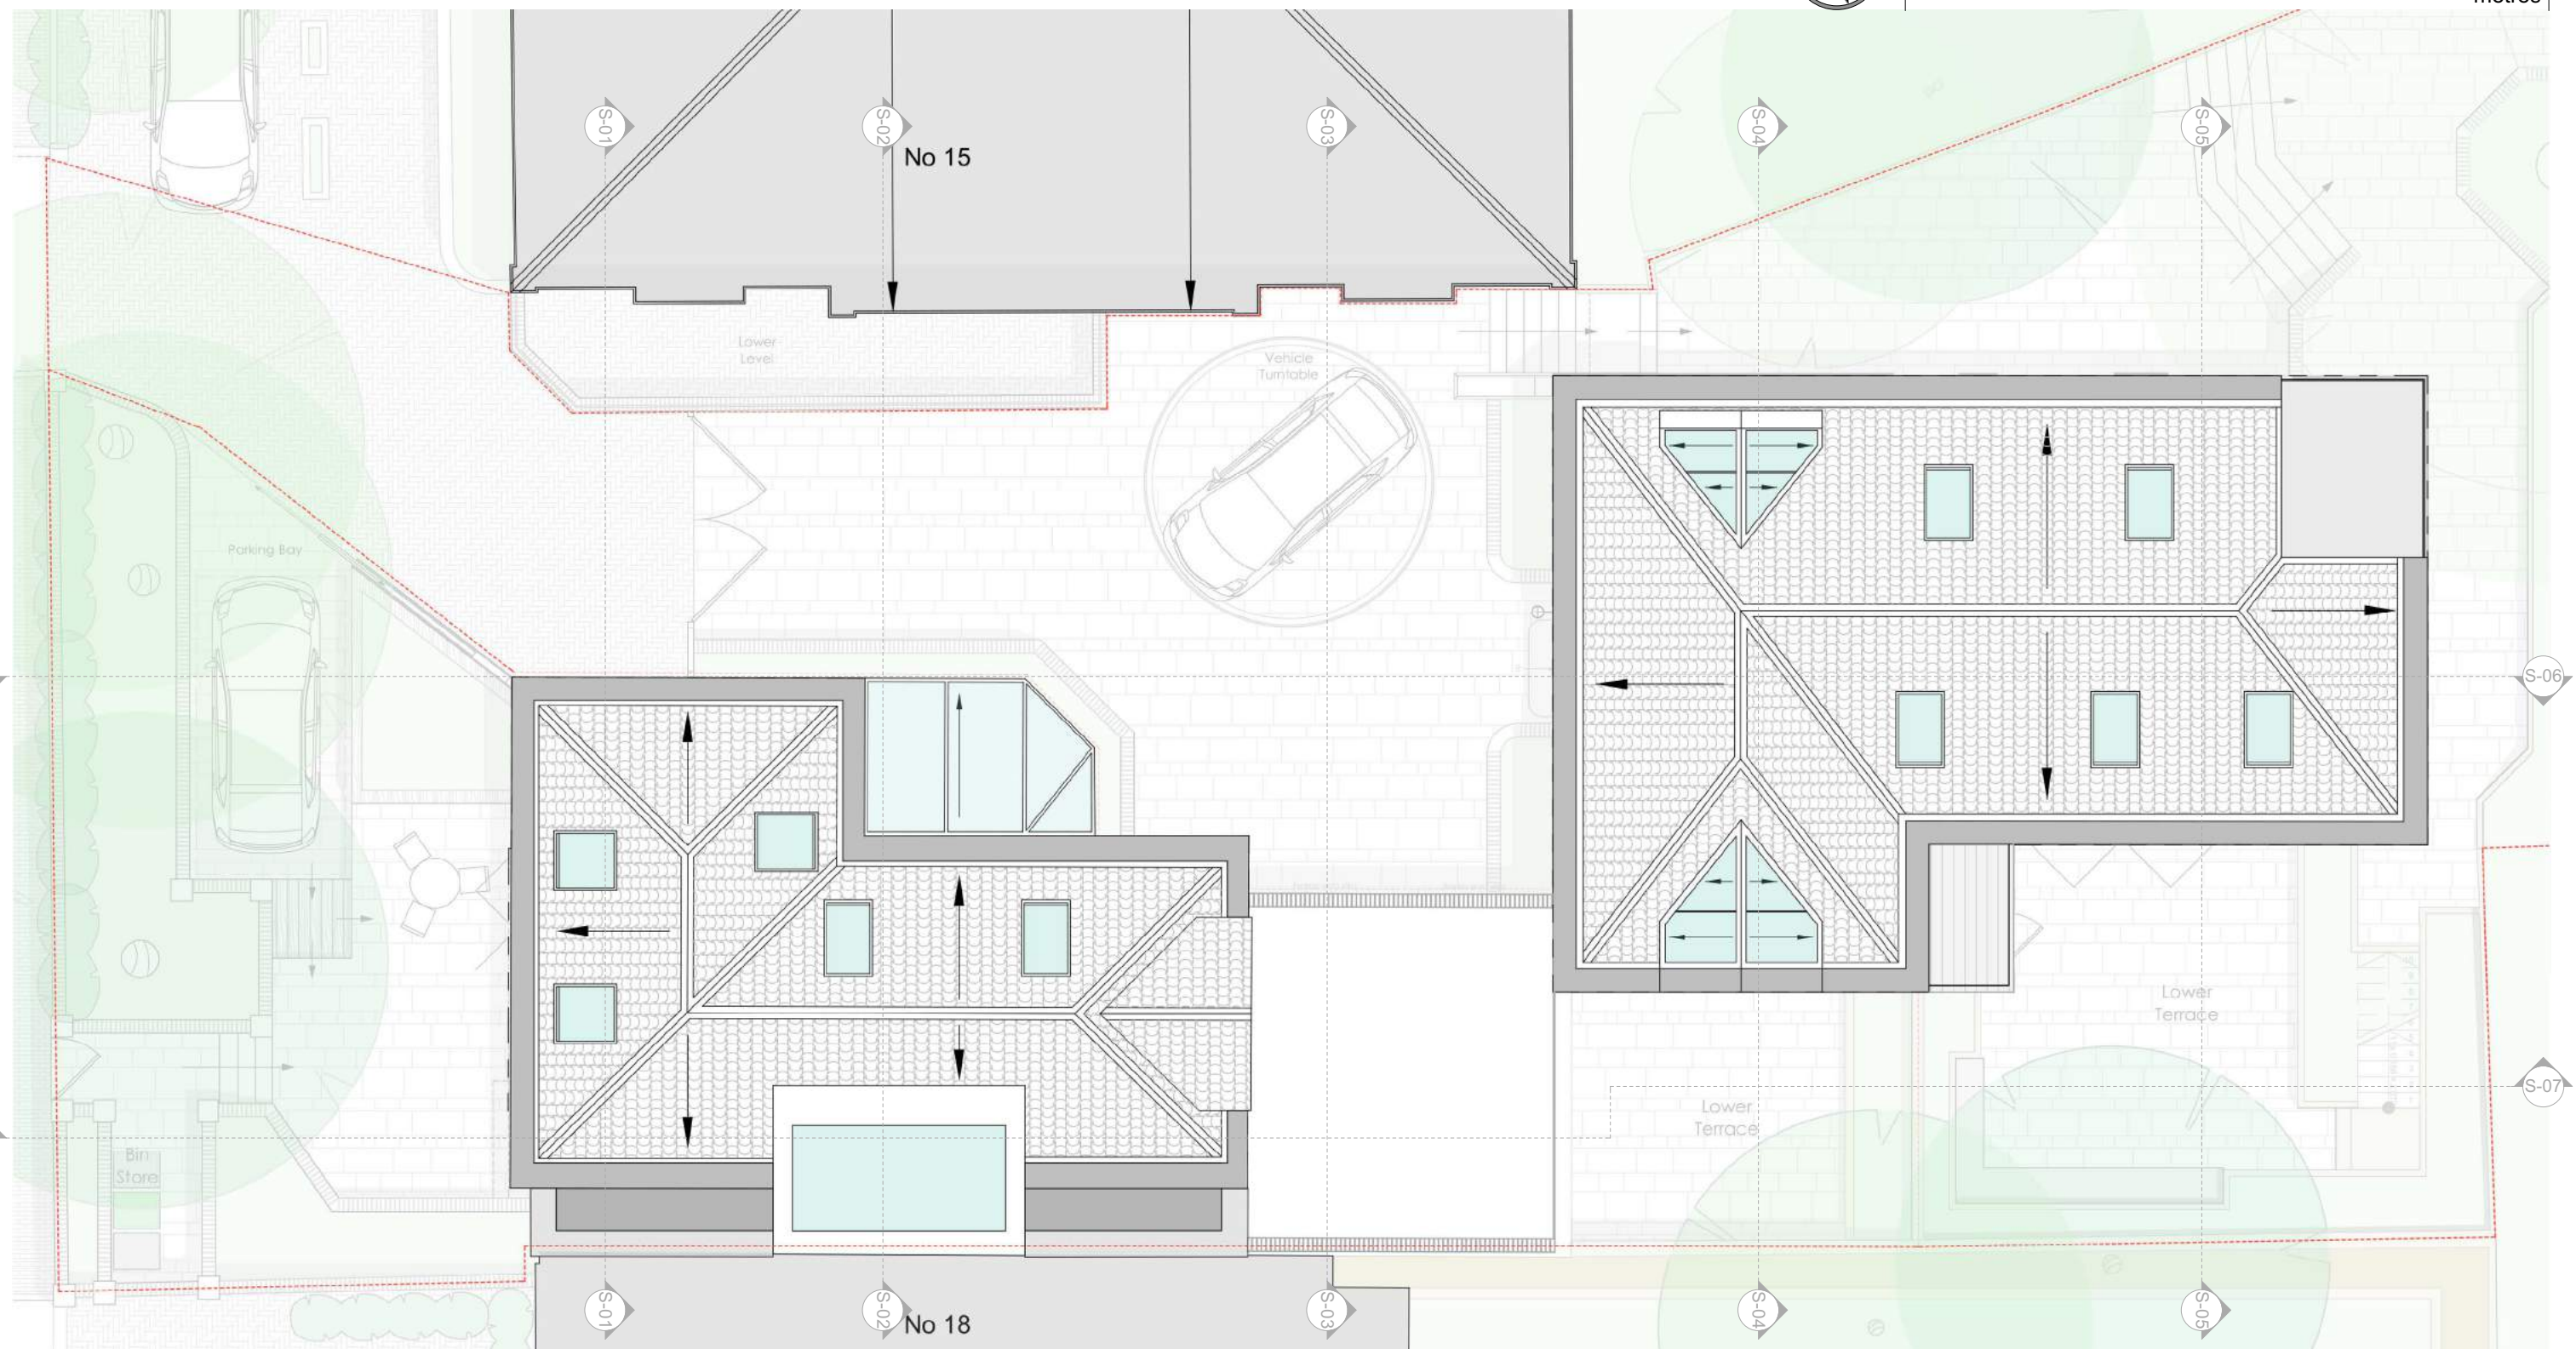 S-01
S-02
S-03
S-04
S-05
No 15
Lower
Level
Vehicle
Turntable
Parking Bay
S-06
Lower
Terrace
S-07
Lower
Terrace
Bin
Store
S-01
S-02
No 18
S-03
S-04
S-05